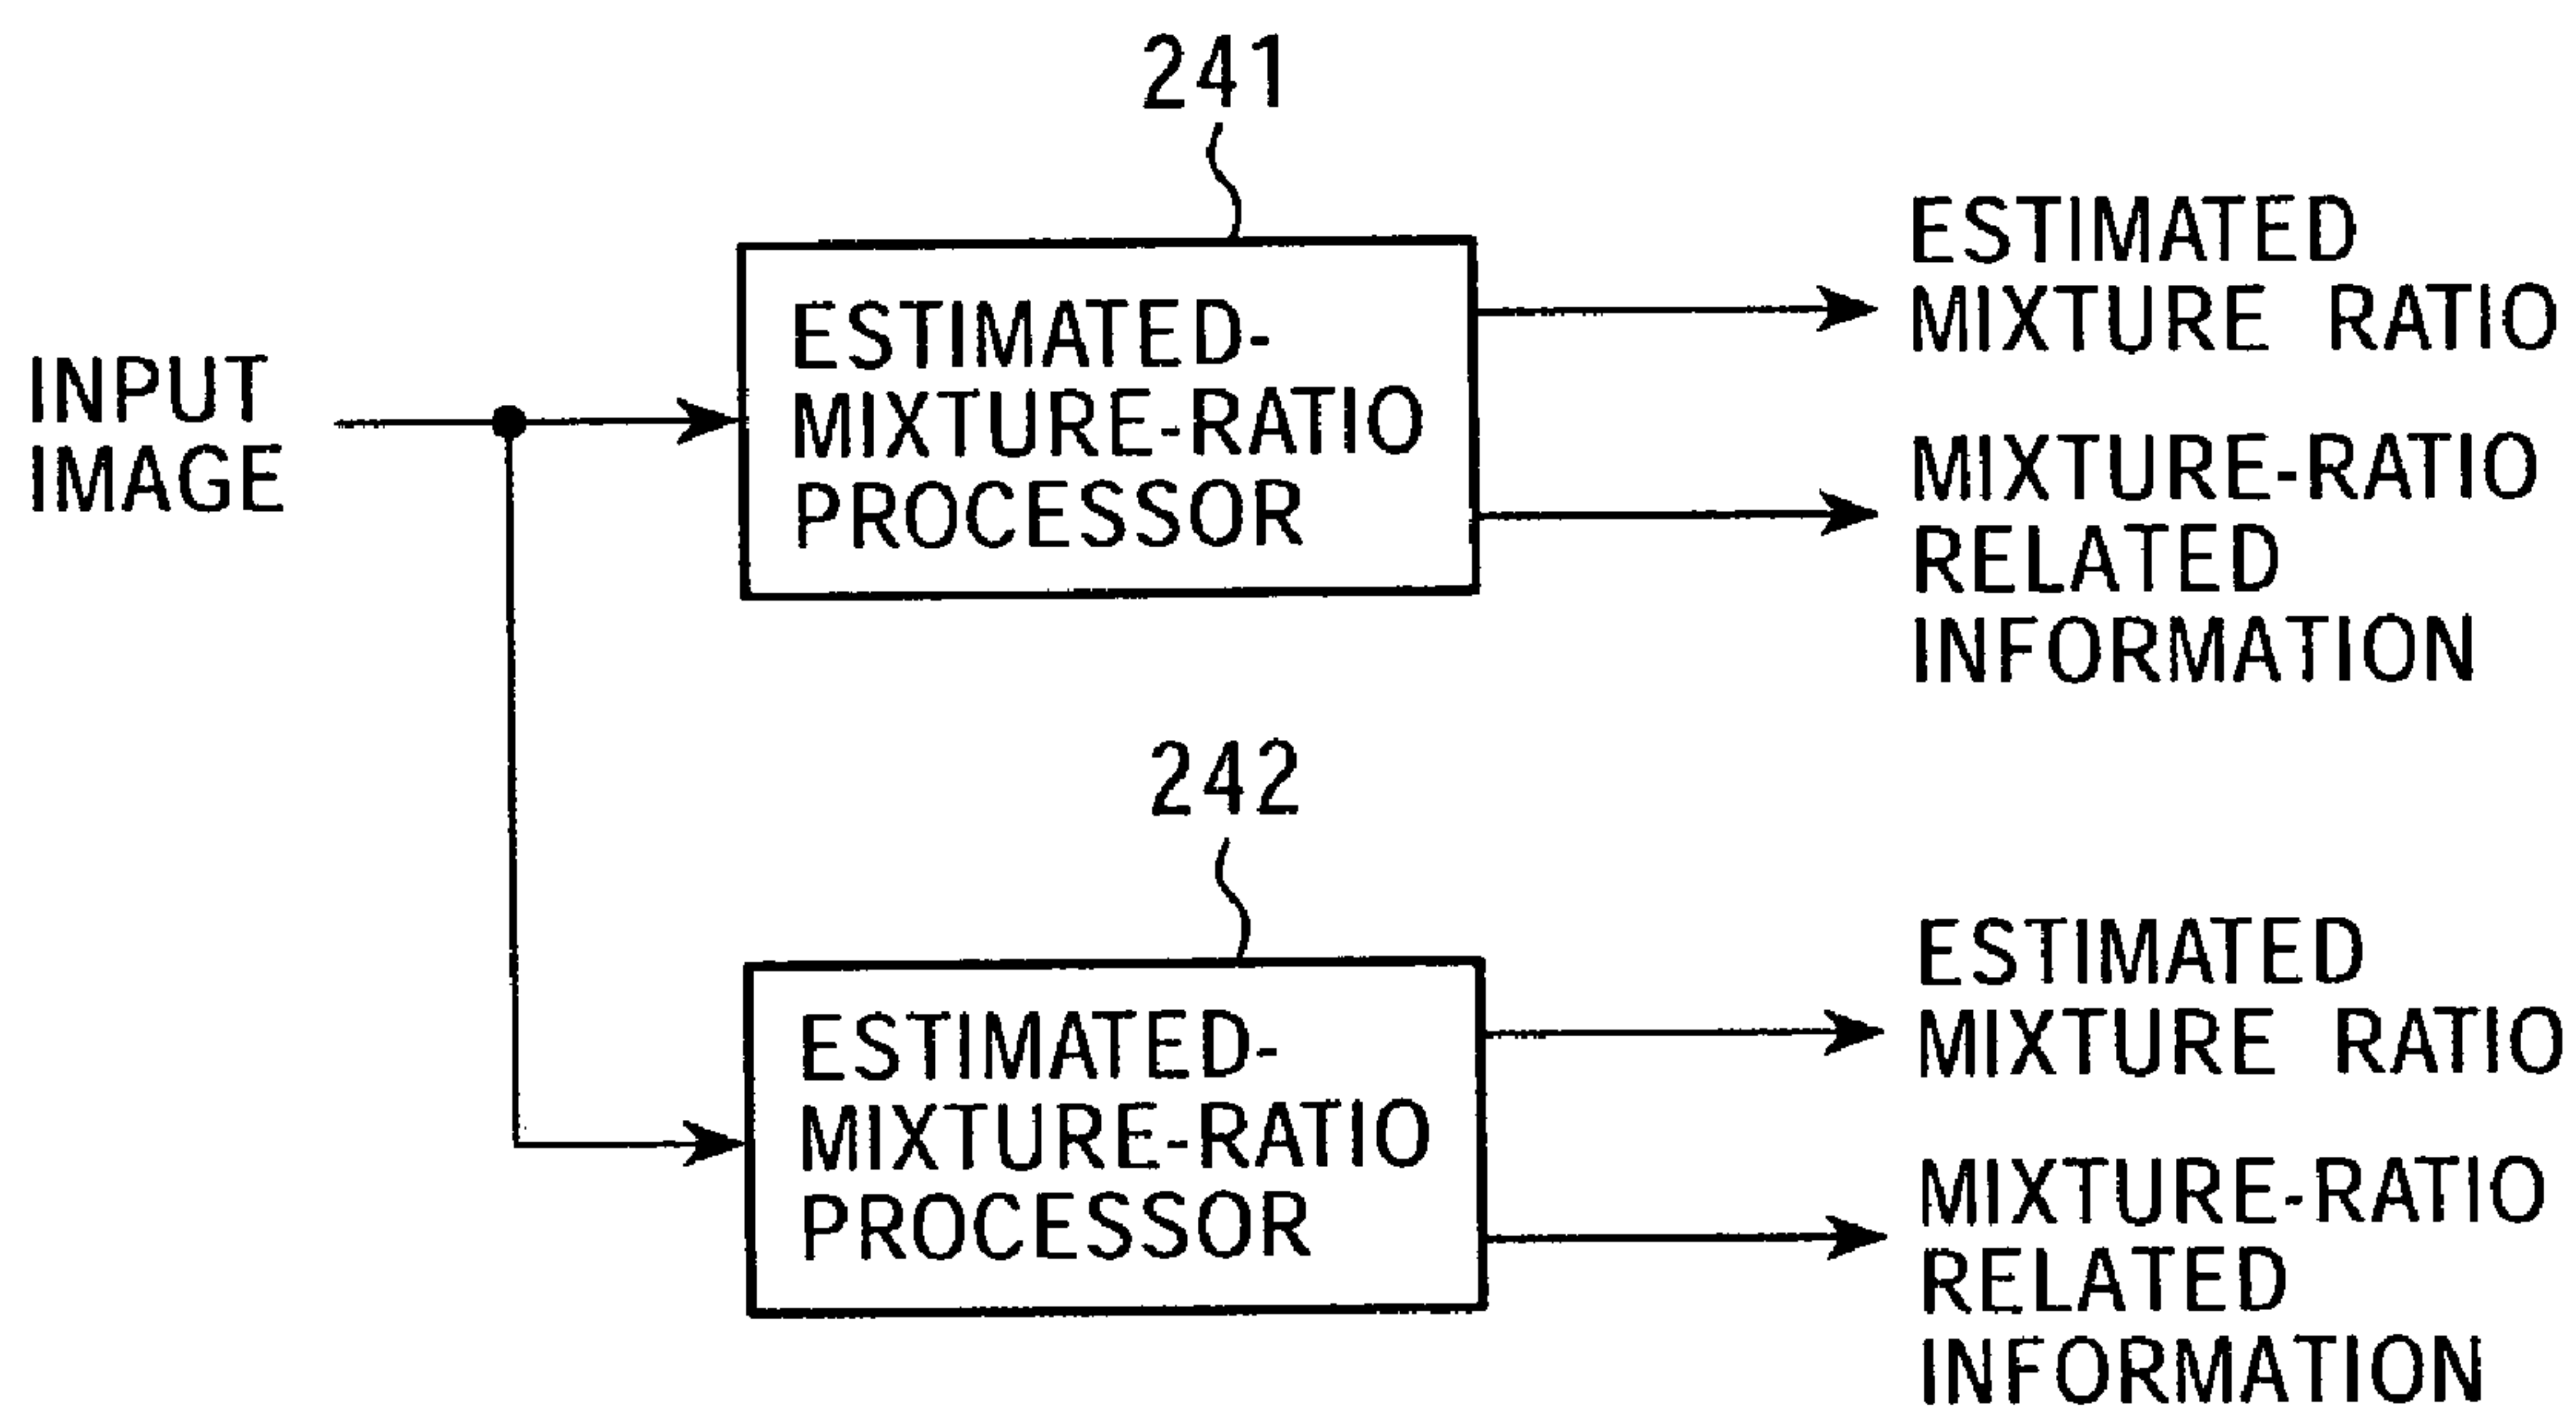 241
INPUT
IMAGE
ESTIMATED-
MIXTURE-RATIO
PROCESSOR
ESTIMATED
MIXTURE RATIO
MIXTURE-RATIO
RELATED
INFORMATION
242
ESTIMATED-
MIXTURE-RATIO
PROCESSOR
ESTIMATED
MIXTURE RATIO
MIXTURE-RATIO
RELATED
INFORMATION